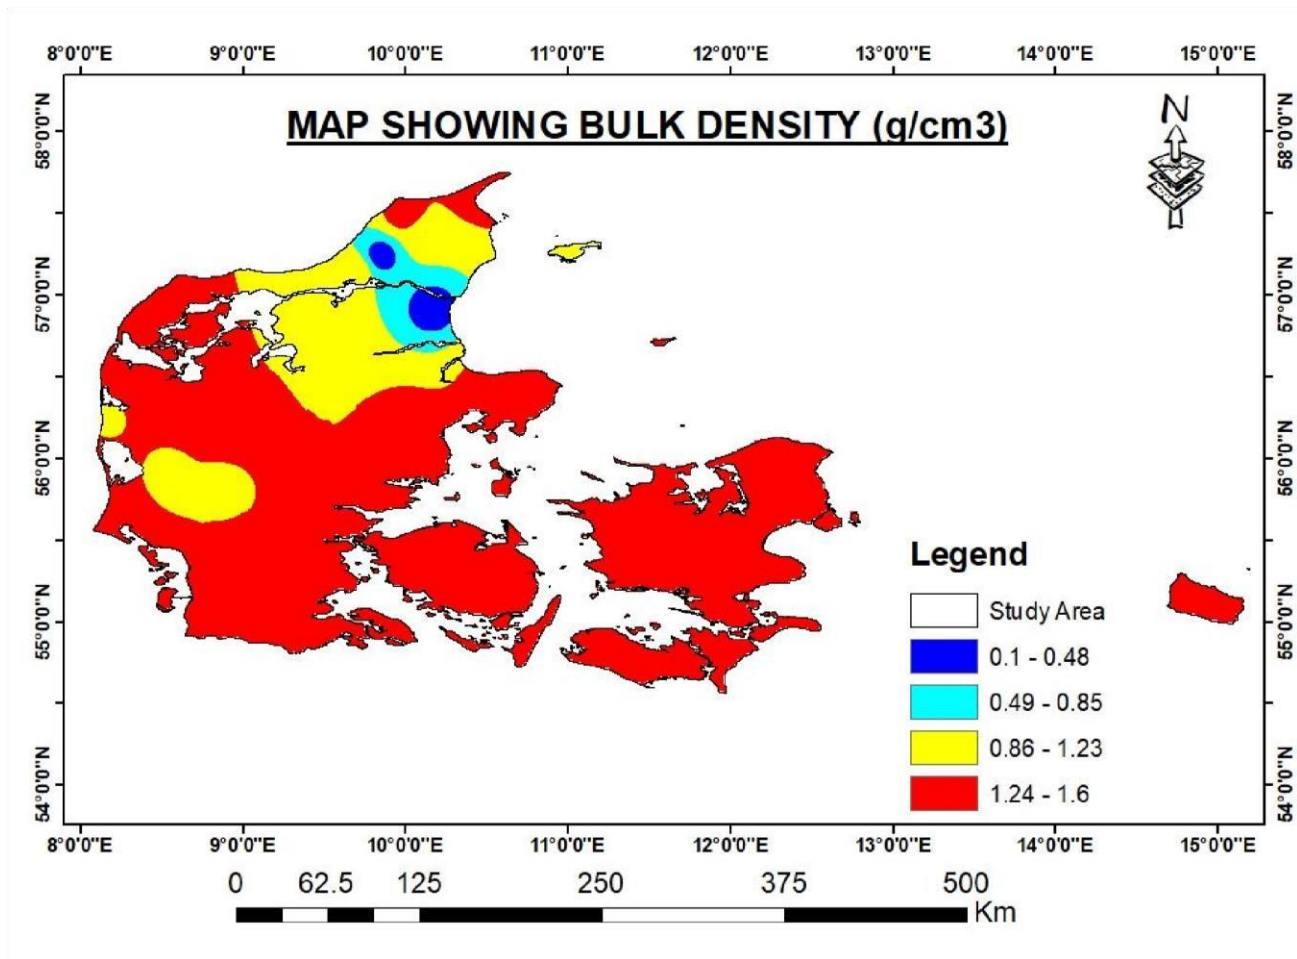 8°0'0"E 9°0'0"E 10°0'0"E 11°0'0"E 12°0'0"E 13°0'0"E 14°0'0"E 15°0'0"E
MAP SHOWING BULK DENSITY (g/cm3)
N
58°0'0"N 58°0'0"N
57°0'0"N 57°0'0"N
56°0'0"N 56°0'0"N
55°0'0"N 55°0'0"N
54°0'0"N 54°0'0"N
Legend
Study Area
0.1 - 0.48
0.49 - 0.85
0.86 - 1.23
1.24 - 1.6
8°0'0"E 9°0'0"E 10°0'0"E 11°0'0"E 12°0'0"E 13°0'0"E 14°0'0"E 15°0'0"E
0 62.5 125 250 375 500
Km